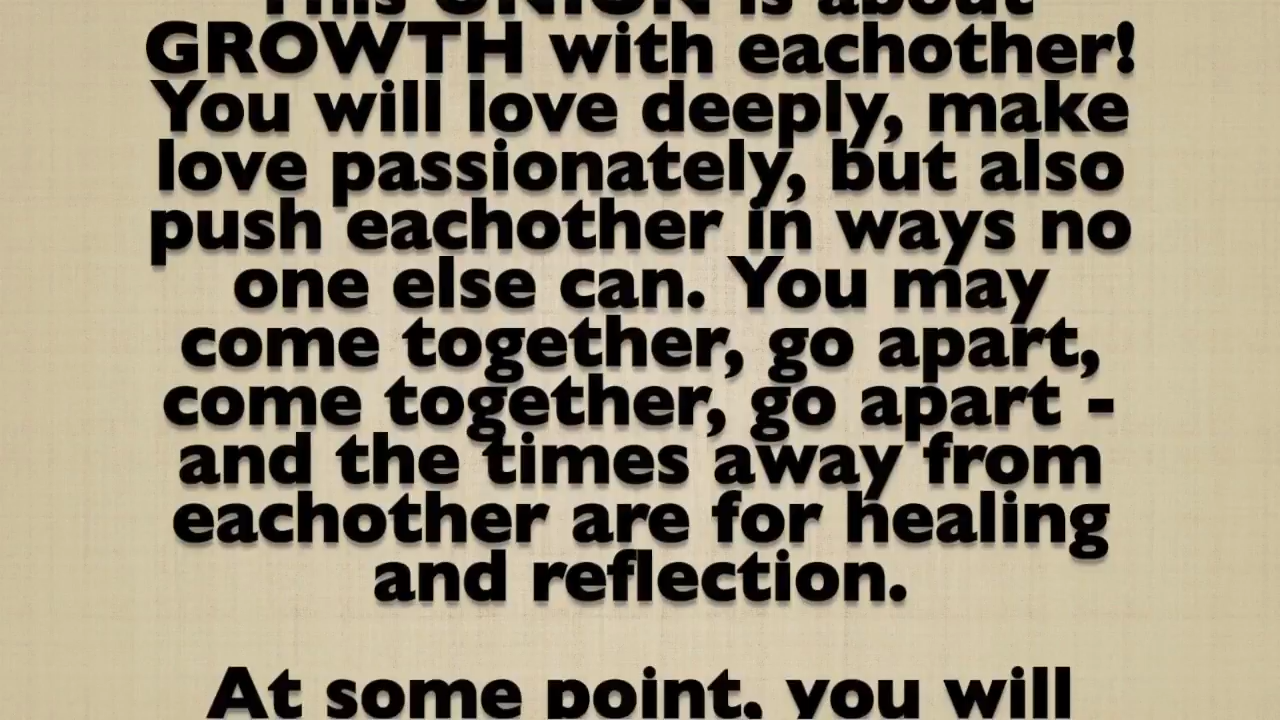 This UNION is about
GROWTH with eachother!
You will love deeply, make
love passionately, but also
push eachother in ways no
one else can. You may
come together, go apart,
come together, go apart -
and the times away from
eachother are for healing
and reflection.
At some point, you will